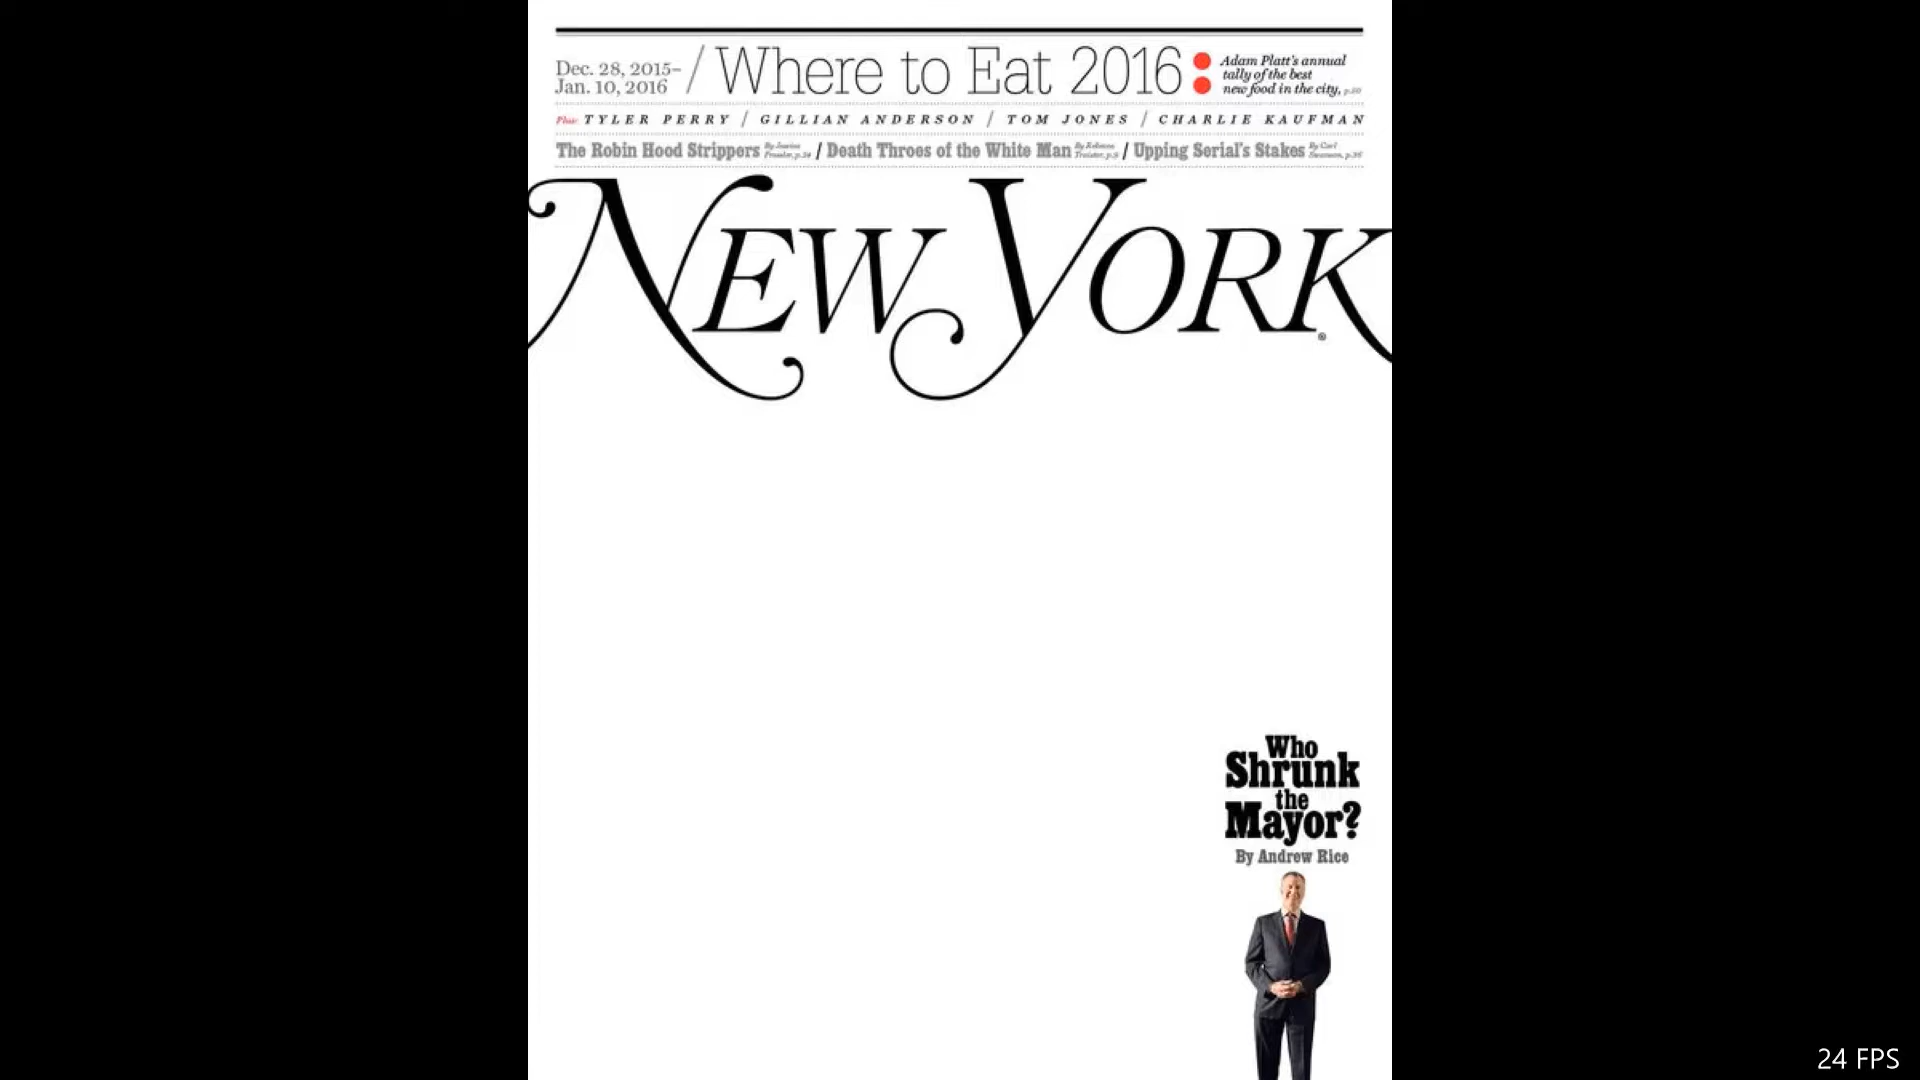 Dec. 28, 2015–
Jan. 10, 2016
/ Where to Eat 2016:
Adam Platt's annual
tally of the best
new food in the city,
Plus: TYLER PERRY / GILLIAN ANDERSON / TOM JONES / CHARLIE KAUFMAN
The Robin Hood Strippers / Death Throes of the White Man / Upping Serial's Stakes
NEW YORK®
Who
Shrunk
the
Mayor?
By Andrew Rice
24 FPS